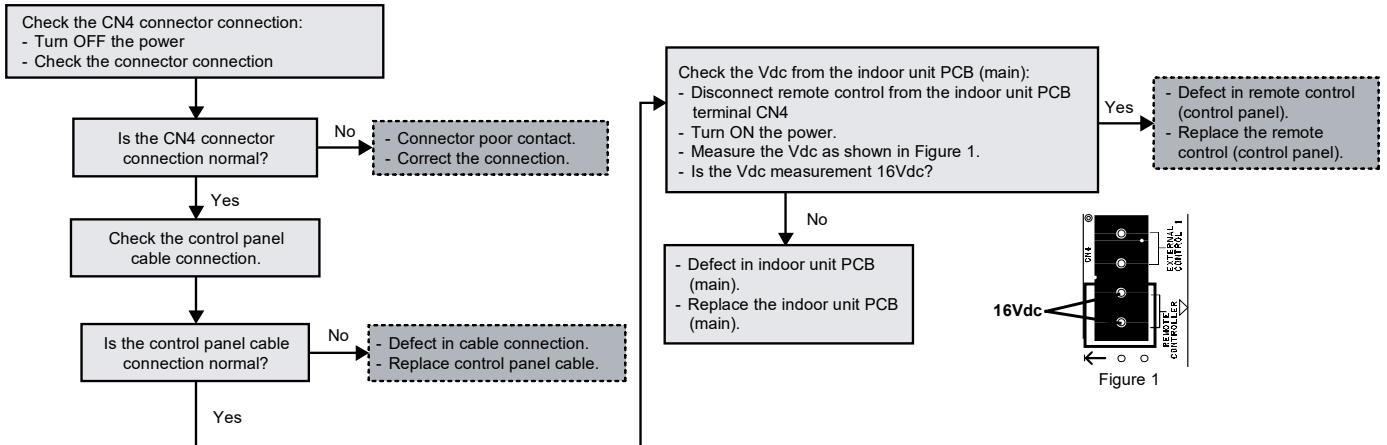 Check the CN4 connector connection:
- Turn OFF the power
- Check the connector connection
Is the CN4 connector
connection normal?
No
- Connector poor contact.
- Correct the connection.
Yes
Check the control panel
cable connection.
Is the control panel cable
connection normal?
No
- Defect in cable connection.
- Replace control panel cable.
Yes
Check the Vdc from the indoor unit PCB (main):
- Disconnect remote control from the indoor unit PCB
terminal CN4
- Turn ON the power.
- Measure the Vdc as shown in Figure 1.
- Is the Vdc measurement 16Vdc?
Yes
- Defect in remote control
(control panel).
- Replace the remote
control (control panel).
No
- Defect in indoor unit PCB
(main).
- Replace the indoor unit PCB
(main).
16Vdc
CN4
EXTERNAL
CONTROL 1
REMOTE
CONTROLLER
Figure 1